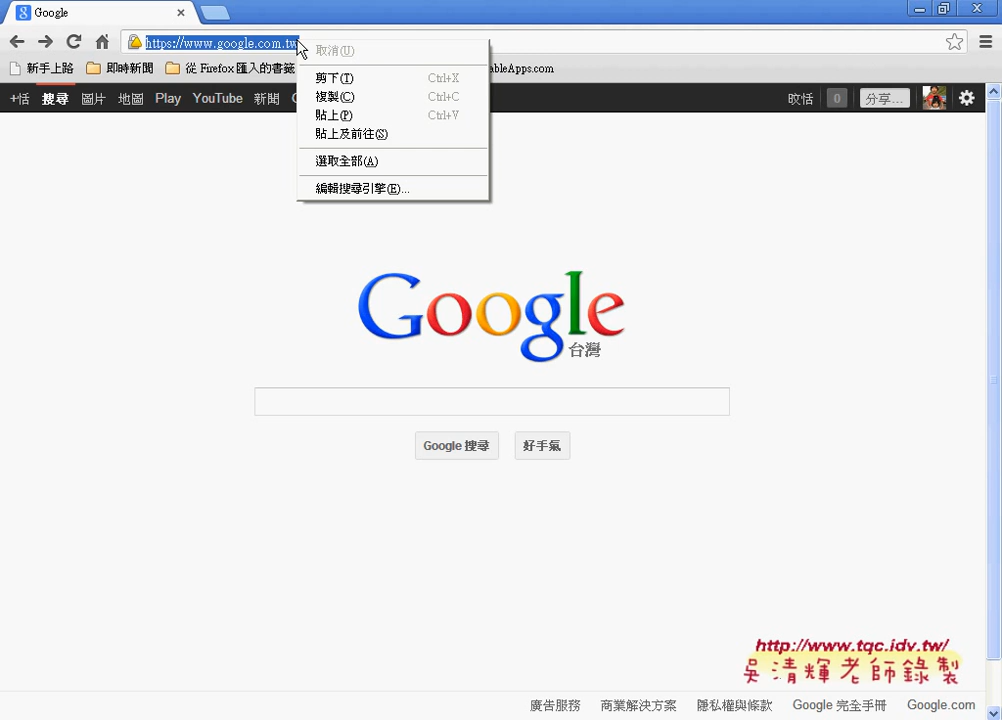 Google
https://www.google.com.tw
新手上路 即時新聞 從 Firefox 匯入的書籤 ableApps.com
搜尋 圖片 地圖 Play YouTube 新聞 0 分享...
取消(U)
剪下(T) Ctrl+X
複製(C) Ctrl+C
貼上(P) Ctrl+V
貼上及前往(S)
選取全部(A)
編輯搜尋引擎(E)...
Google
台灣
Google 搜尋 好手氣
http://www.tqc.idv.tw/
吳清輝老師錄製
廣告服務 商業解決方案 隱私權與條款 Google 完全手冊 Google.com